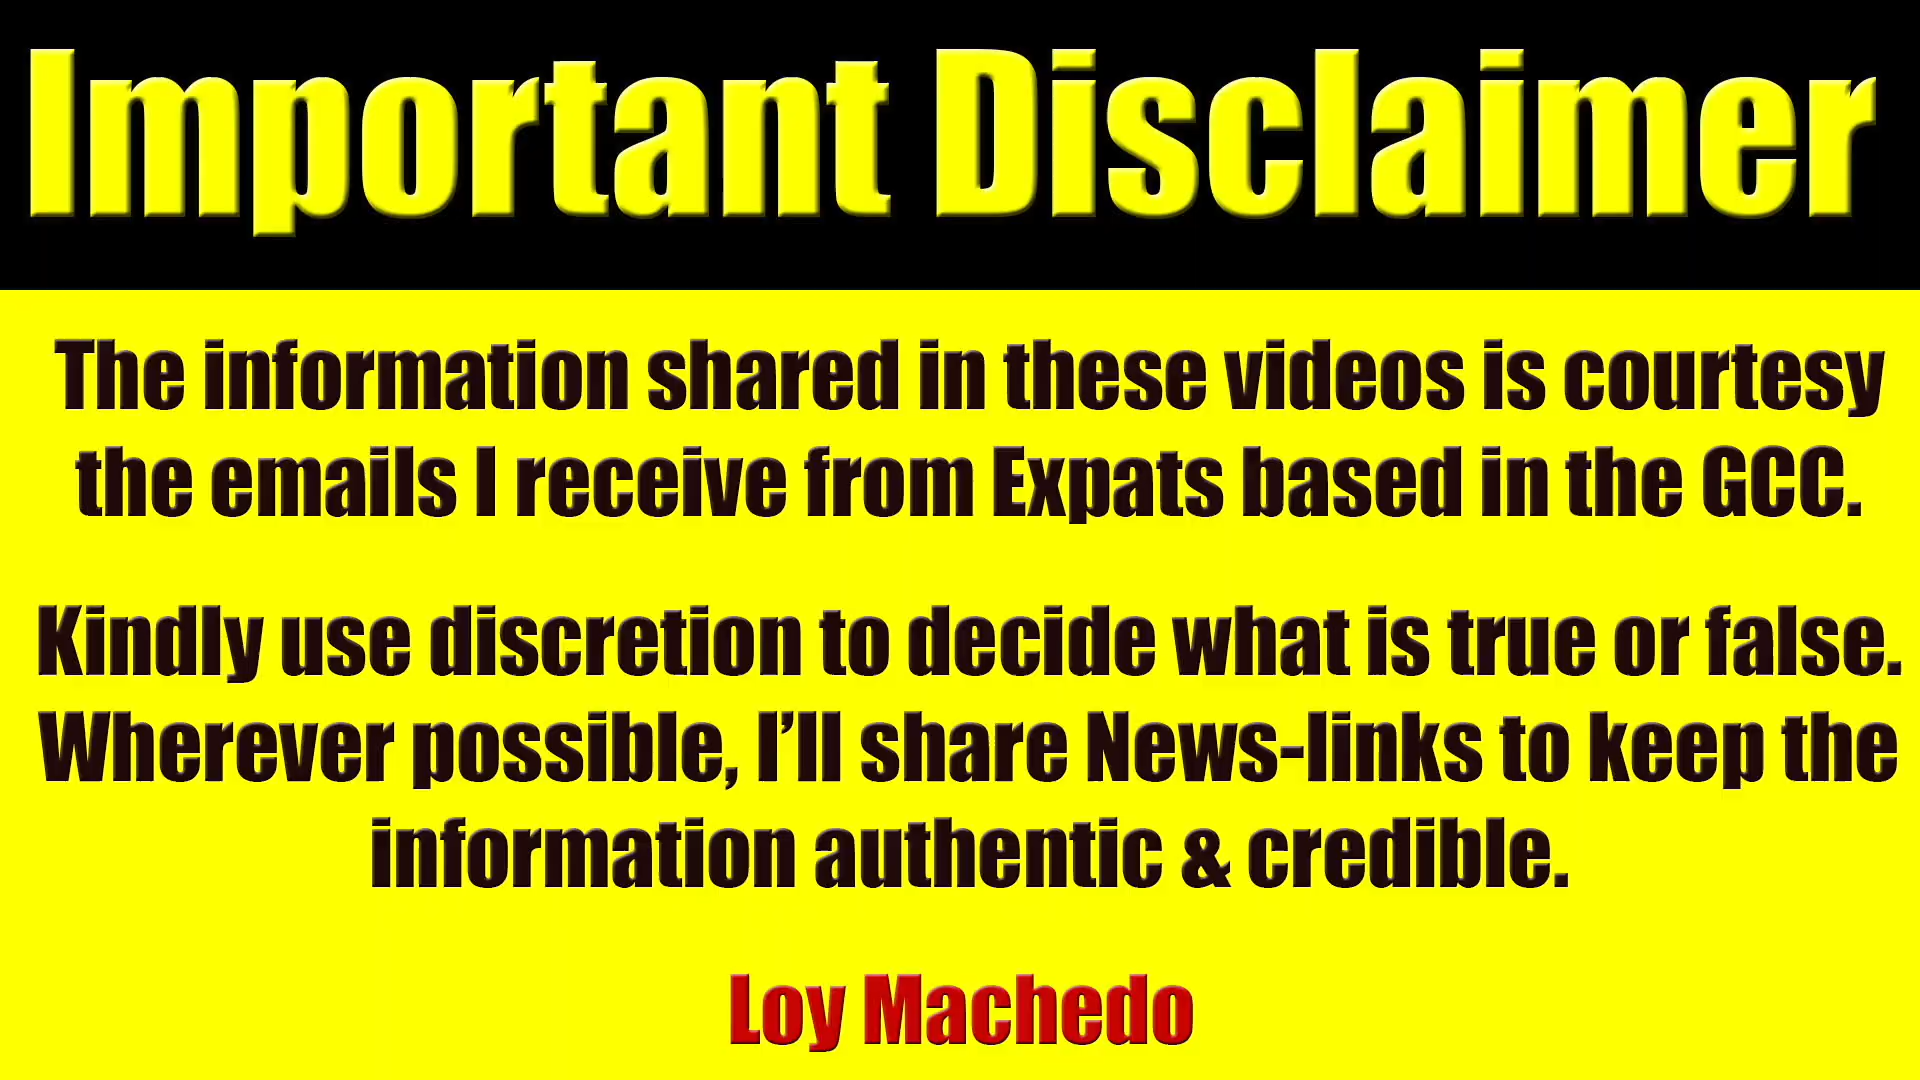 Important Disclaimer
The information shared in these videos is courtesy
the emails I receive from Expats based in the GCC.
Kindly use discretion to decide what is true or false.
Wherever possible, I’ll share News-links to keep the
information authentic & credible.
Loy Machedo